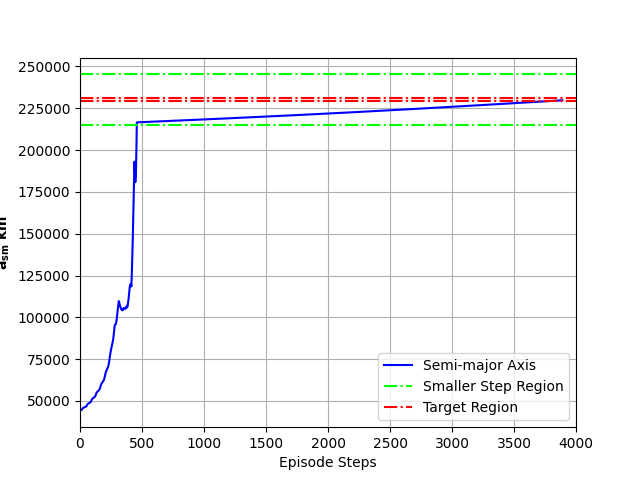 250000
225000
200000
175000
150000
125000
100000
75000
50000
a_sm km
0 500 1000 1500 2000 2500 3000 3500 4000
Episode Steps
Semi-major Axis
Smaller Step Region
Target Region